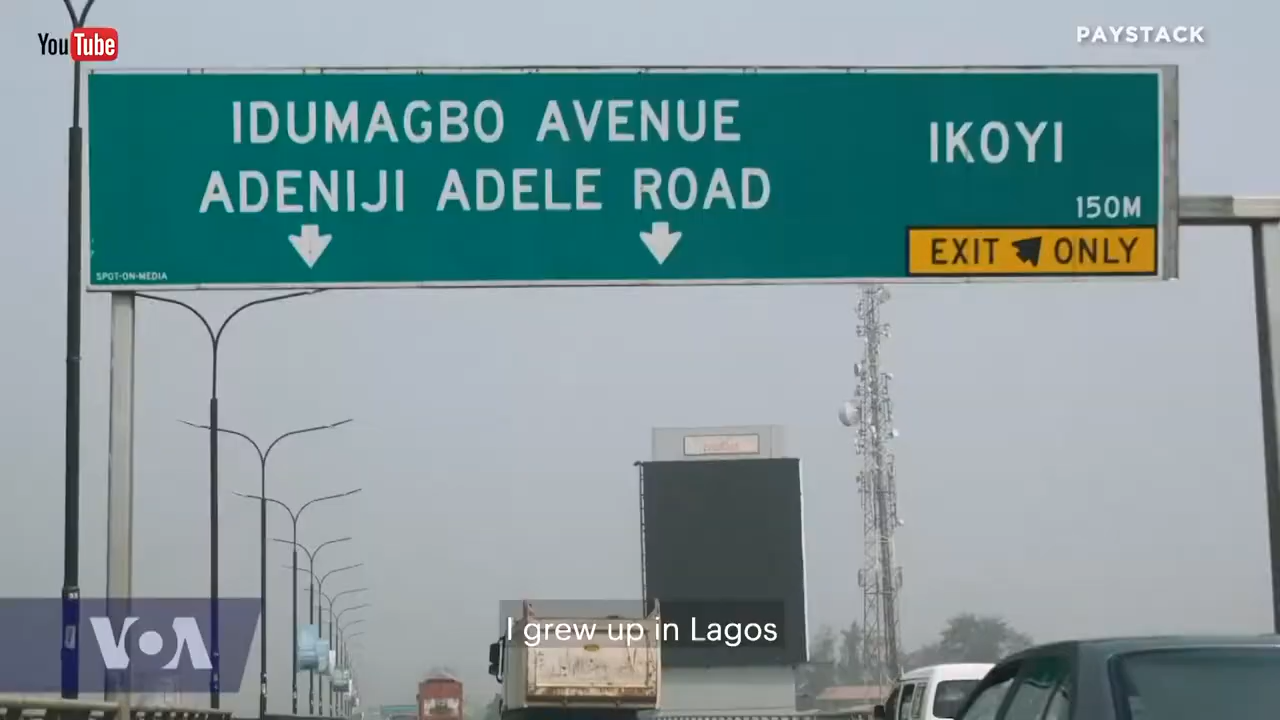 YouTube
PAYSTACK
IDUMAGBO AVENUE
ADENIJI ADELE ROAD
IKOYI
150M
EXIT ONLY
SPOT-ON-MEDIA
VOA
I grew up in Lagos